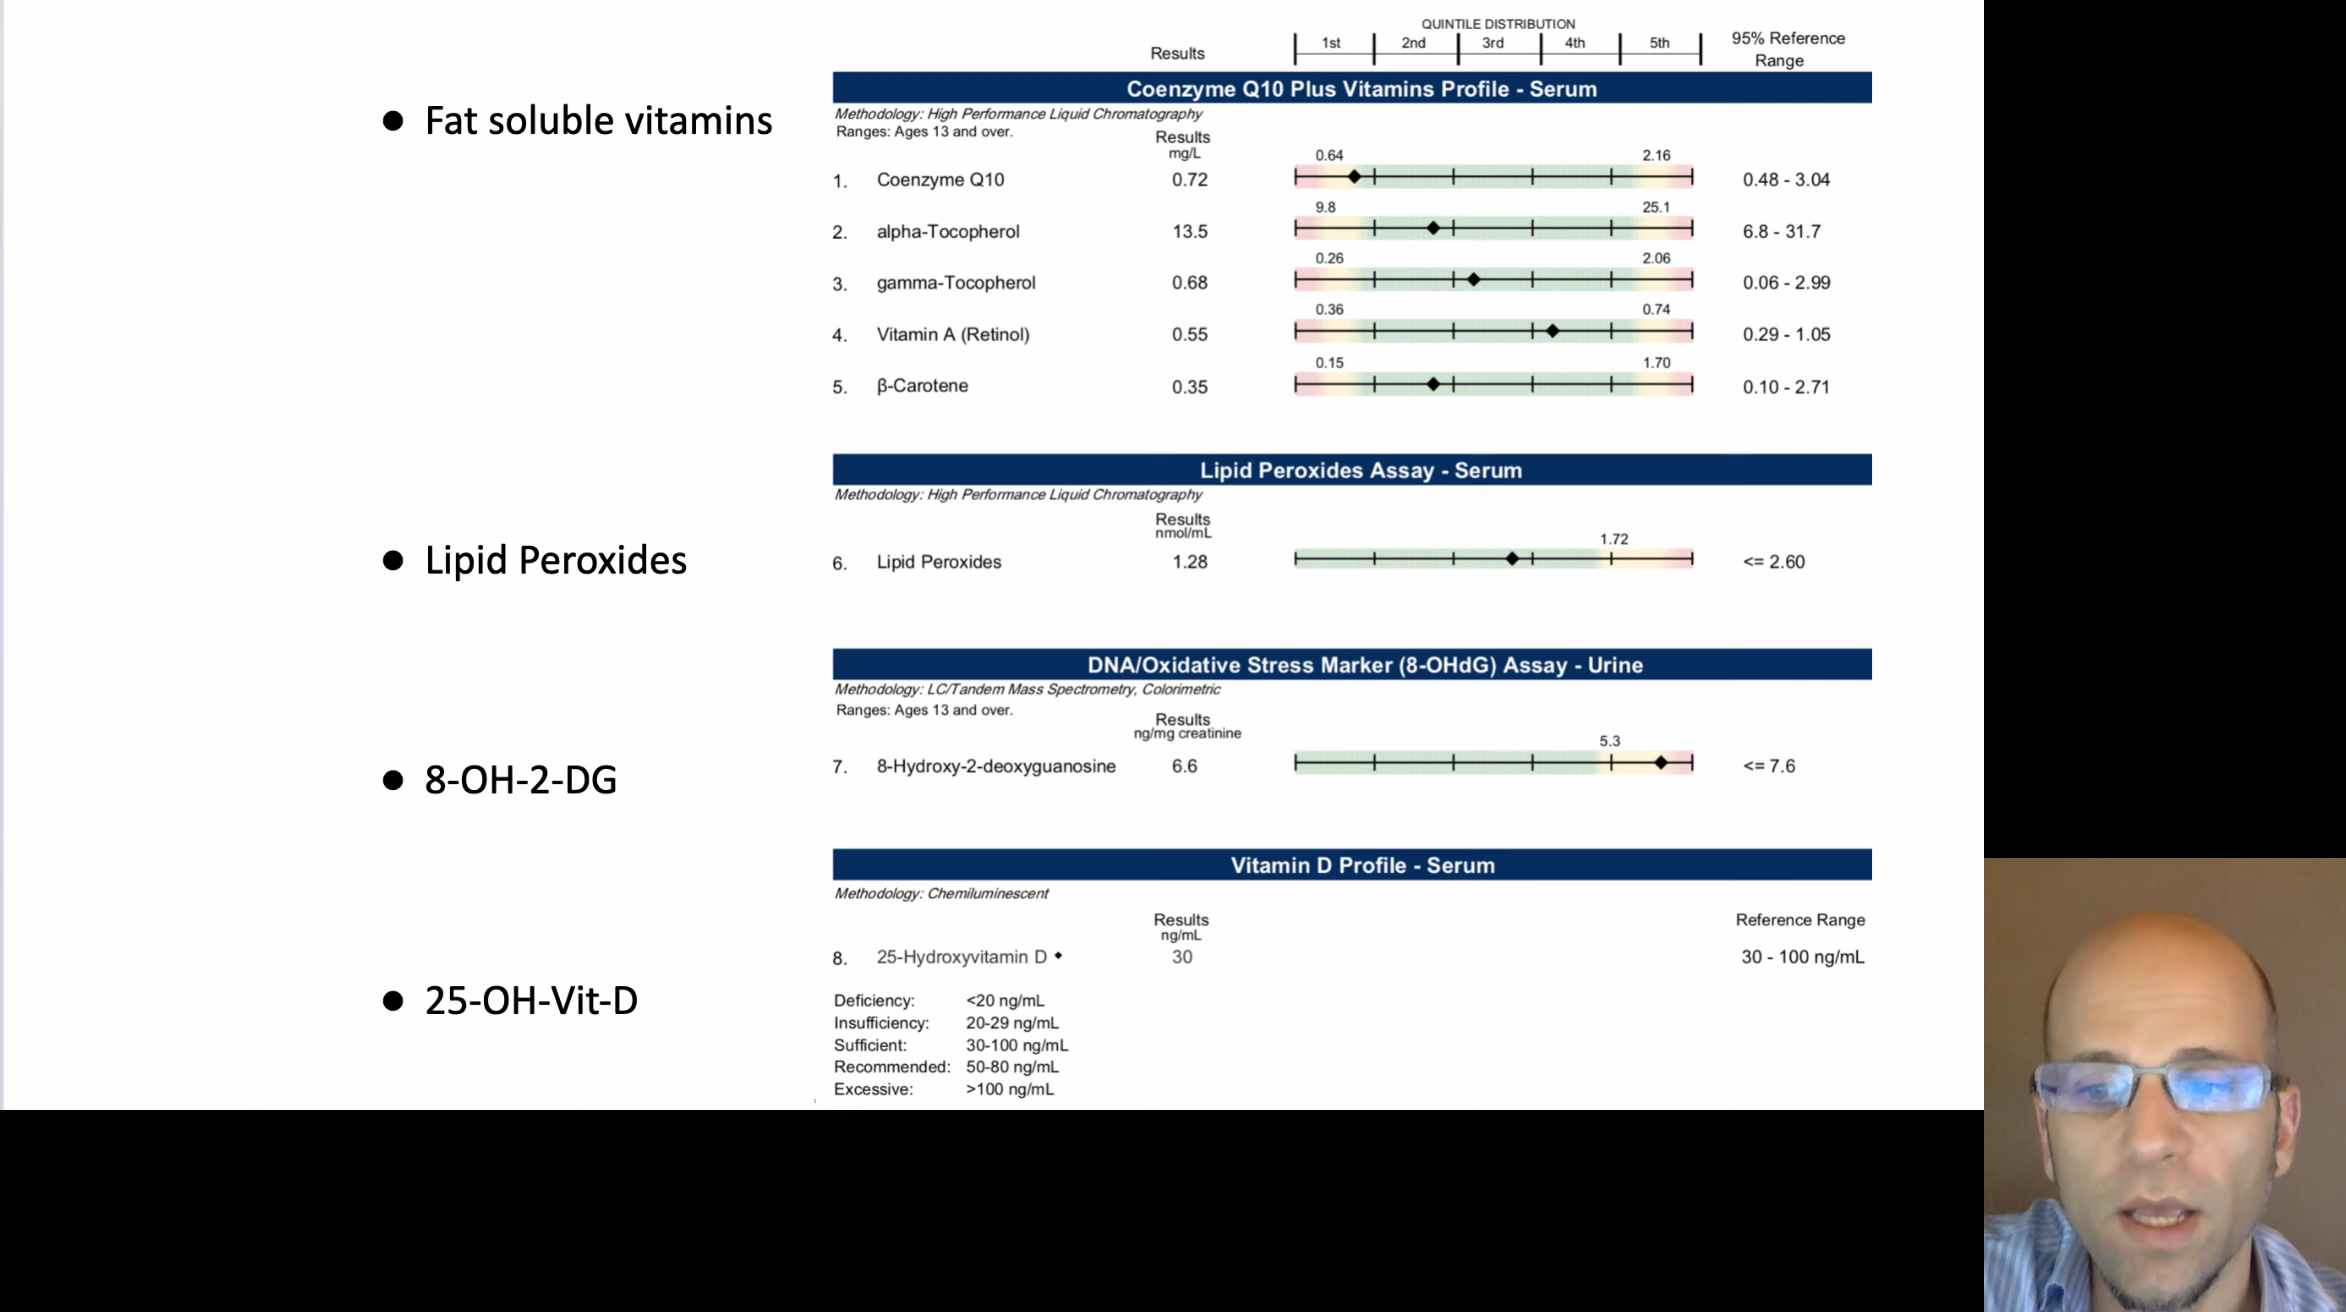 QUINTILE DISTRIBUTION
Results 1st 2nd 3rd 4th 5th 95% Reference
Range
Coenzyme Q10 Plus Vitamins Profile - Serum
● Fat soluble vitamins
Methodology: High Performance Liquid Chromatography
Ranges: Ages 13 and over.
Results
mg/L
0.64 2.16
1. Coenzyme Q10 0.72 0.48 - 3.04
9.8 25.1
2. alpha-Tocopherol 13.5 6.8 - 31.7
0.26 2.06
3. gamma-Tocopherol 0.68 0.06 - 2.99
0.36 0.74
4. Vitamin A (Retinol) 0.55 0.29 - 1.05
0.15 1.70
5. β-Carotene 0.35 0.10 - 2.71
Lipid Peroxides Assay - Serum
Methodology: High Performance Liquid Chromatography
Results
nmol/mL
● Lipid Peroxides
1.72
6. Lipid Peroxides 1.28 <= 2.60
DNA/Oxidative Stress Marker (8-OHdG) Assay - Urine
Methodology: LC/Tandem Mass Spectrometry, Colorimetric
Ranges: Ages 13 and over.
Results
ng/mg creatinine
5.3
7. 8-Hydroxy-2-deoxyguanosine 6.6 <= 7.6
● 8-OH-2-DG
Vitamin D Profile - Serum
Methodology: Chemiluminescent
Results Reference Range
ng/mL
8. 25-Hydroxyvitamin D ♦ 30 30 - 100 ng/mL
● 25-OH-Vit-D
Deficiency: <20 ng/mL
Insufficiency: 20-29 ng/mL
Sufficient: 30-100 ng/mL
Recommended: 50-80 ng/mL
Excessive: >100 ng/mL